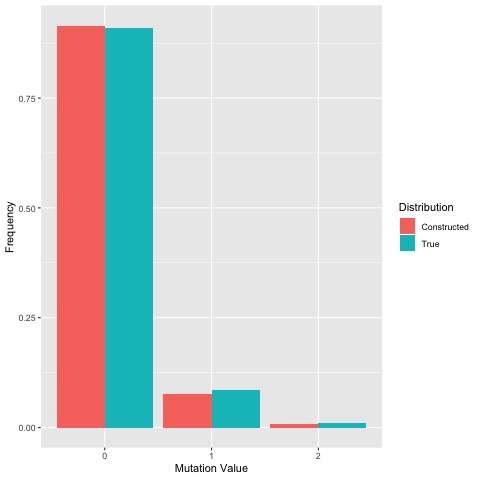 0.75
0.50
0.25
0.00
Frequency
0
1
2
Mutation Value
Distribution
Constructed
True